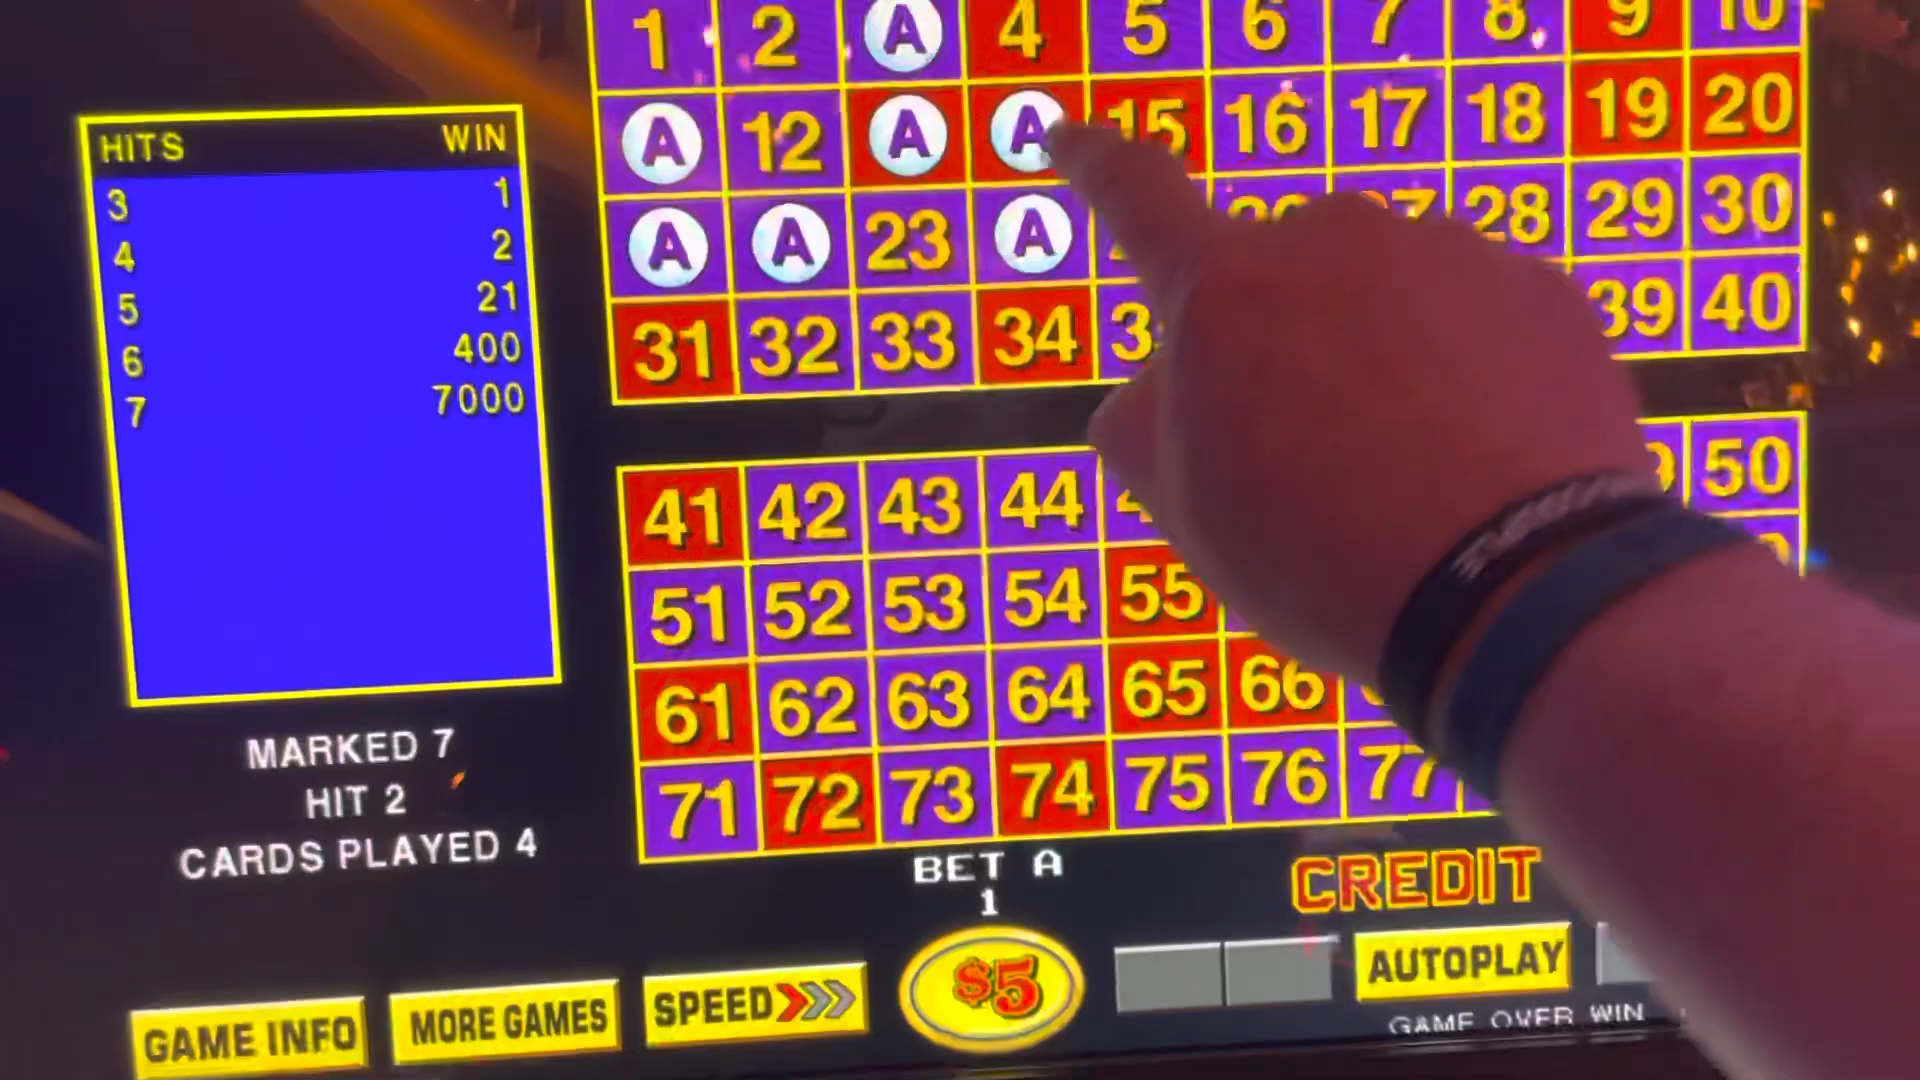 1 2 A 4 5 6 7 8 9 10
A 12 A A 15 16 17 18 19 20
A A 23 A 28 29 30
31 32 33 34 39 40
41 42 43 44 50
51 52 53 54 55
61 62 63 64 65 66
71 72 73 74 75 76 77
HITS WIN
3 1
4 2
5 21
6 400
7 7000
MARKED 7
HIT 2
CARDS PLAYED 4
BET A
1
CREDIT
$5
GAME INFO
MORE GAMES
SPEED
AUTOPLAY
GAME OVER WIN